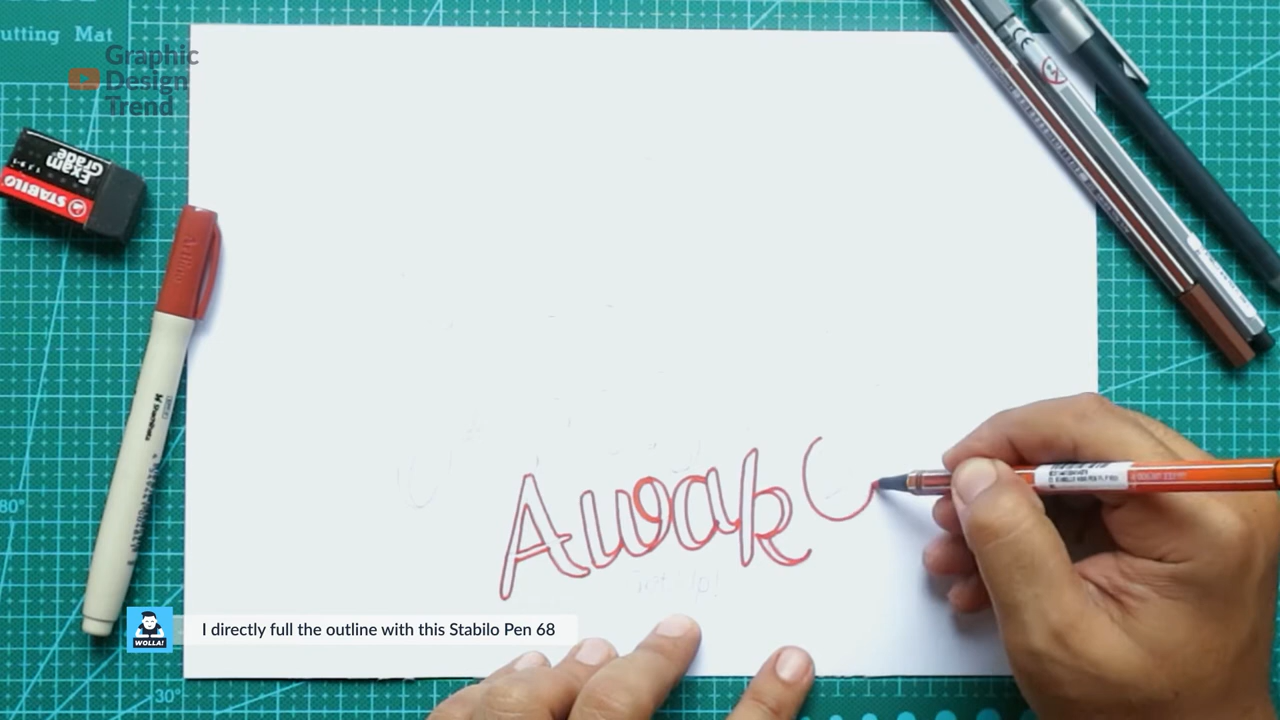 utting Mat
Graphic
Design
Trend
Exam
Grade
STABILO
Awak
Up!
WOLLA!
I directly full the outline with this Stabilo Pen 68
80°
30°